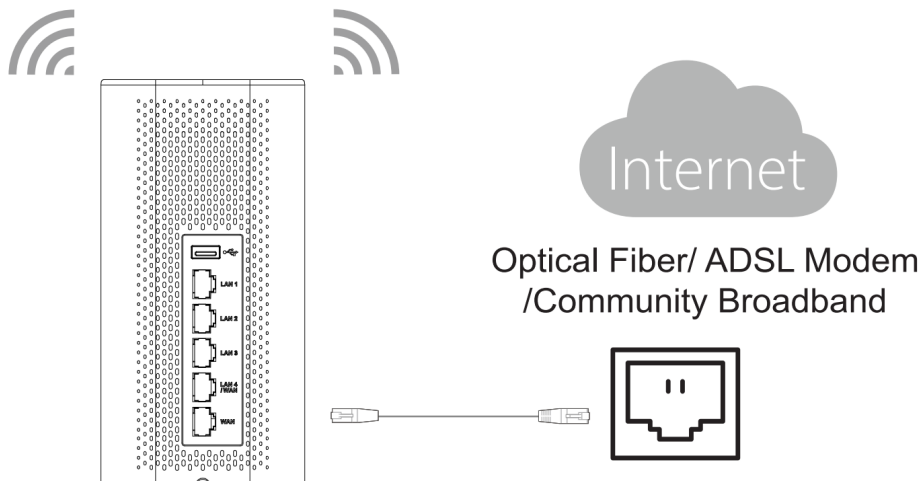 Internet
Optical Fiber/ ADSL Modem
/Community Broadband
LAN 1
LAN 2
LAN 3
LAN 4
/WAN
WAN